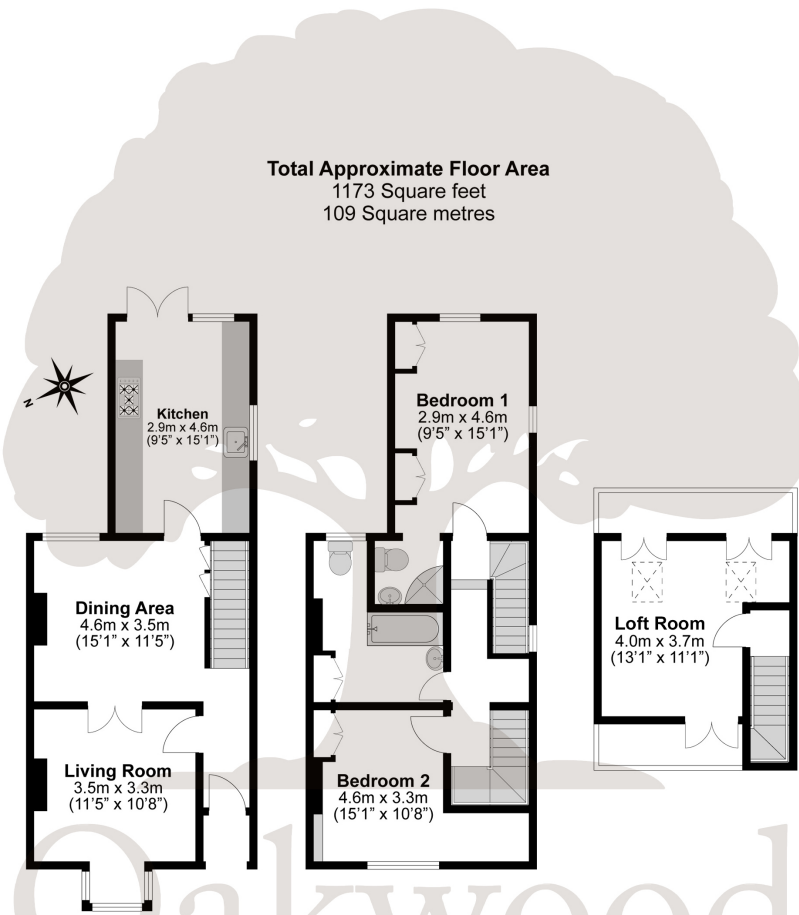 Total Approximate Floor Area
1173 Square feet
109 Square metres
N
Kitchen
2.9m x 4.6m
(9'5" x 15'1")
Bedroom 1
2.9m x 4.6m
(9'5" x 15'1")
Dining Area
4.6m x 3.5m
(15'1" x 11'5")
Loft Room
4.0m x 3.7m
(13'1" x 11'1")
Living Room
3.5m x 3.3m
(11'5" x 10'8")
Bedroom 2
4.6m x 3.3m
(15'1" x 10'8")
Oakwood